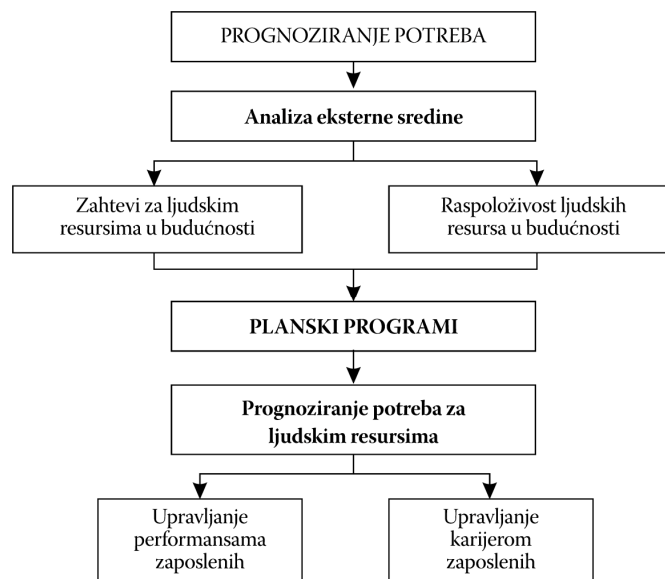 PROGNOZIRANJE POTREBA
Analiza eksterne sredine
Zahtevi za ljudskim
resursima u budućnosti
Raspoloživost ljudskih
resursa u budućnosti
PLANSKI PROGRAMI
Prognoziranje potreba za
ljudskim resursima
Upravljanje
performansama
zaposlenih
Upravljanje
karijerom
zaposlenih